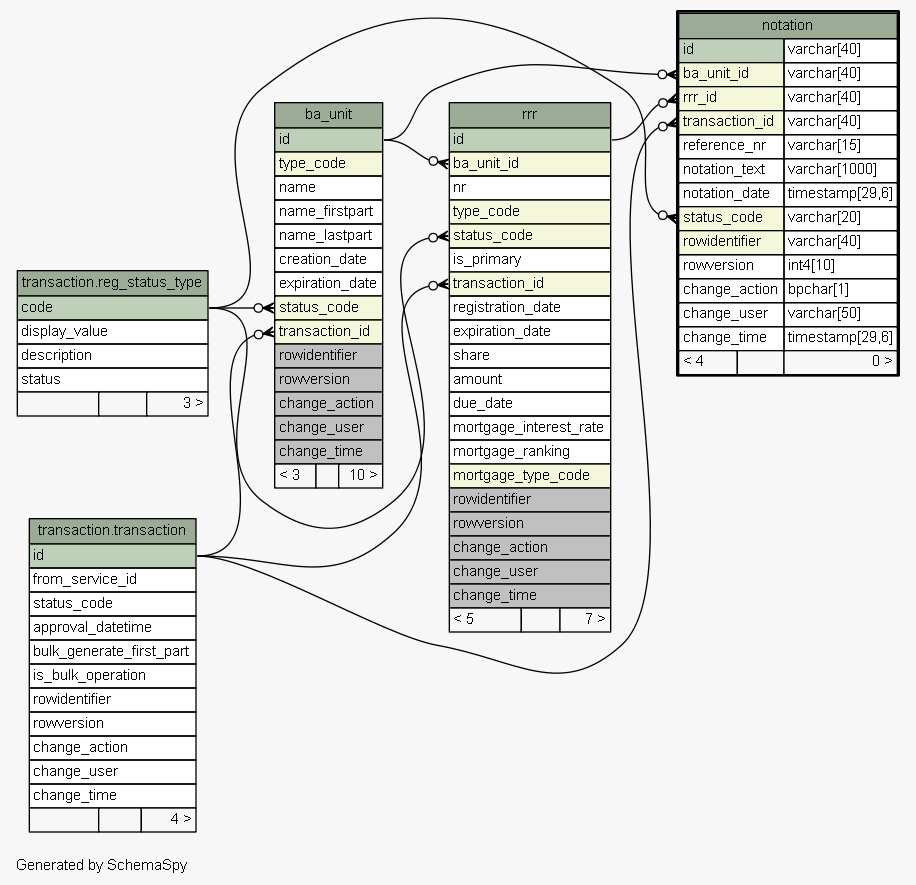 notation
id varchar[40]
ba_unit_id varchar[40]
rrr_id varchar[40]
transaction_id varchar[40]
reference_nr varchar[15]
notation_text varchar[1000]
notation_date timestamp[29,6]
status_code varchar[20]
rowidentifier varchar[40]
rowversion int4[10]
change_action bpchar[1]
change_user varchar[50]
change_time timestamp[29,6]
< 4 0 >
ba_unit
id
type_code
name
name_firstpart
name_lastpart
creation_date
expiration_date
status_code
transaction_id
rowidentifier
rowversion
change_action
change_user
change_time
< 3 10 >
rrr
id
ba_unit_id
nr
type_code
status_code
is_primary
transaction_id
registration_date
expiration_date
share
amount
due_date
mortgage_interest_rate
mortgage_ranking
mortgage_type_code
rowidentifier
rowversion
change_action
change_user
change_time
< 5 7 >
transaction.reg_status_type
code
display_value
description
status
3 >
transaction.transaction
id
from_service_id
status_code
approval_datetime
bulk_generate_first_part
is_bulk_operation
rowidentifier
rowversion
change_action
change_user
change_time
4 >
Generated by SchemaSpy